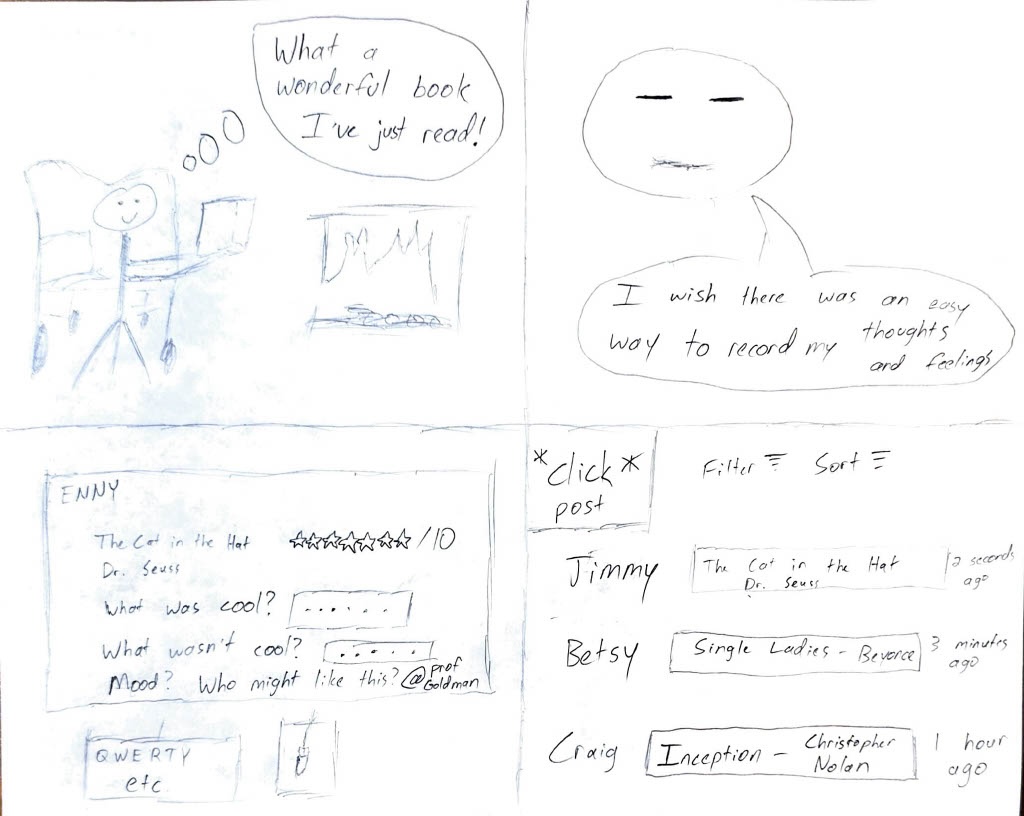 What a
wonderful book
I've just read!
I wish there was an easy
way to record my thoughts
and feelings
ENNY
The Cat in the Hat ☆☆☆☆☆☆☆/10
Dr. Seuss
What was cool? ......
What wasn't cool? .....
Mood? Who might like this? @prof
Goldman
QWERTY
etc.
*click*
post
Filter Sort
Jimmy The Cat in the Hat 2 seconds
Dr. Seuss ago
Betsy Single Ladies - Beyonce 3 minutes
ago
Craig Inception - Christopher 1 hour
Nolan ago